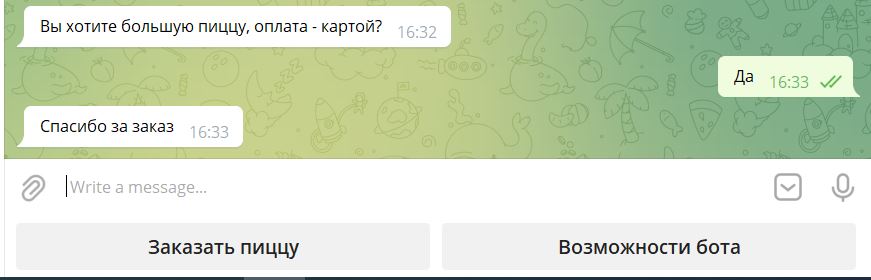 Вы хотите большую пиццу, оплата - картой? 16:32
Да 16:33
Спасибо за заказ 16:33
Write a message...
Заказать пиццу
Возможности бота